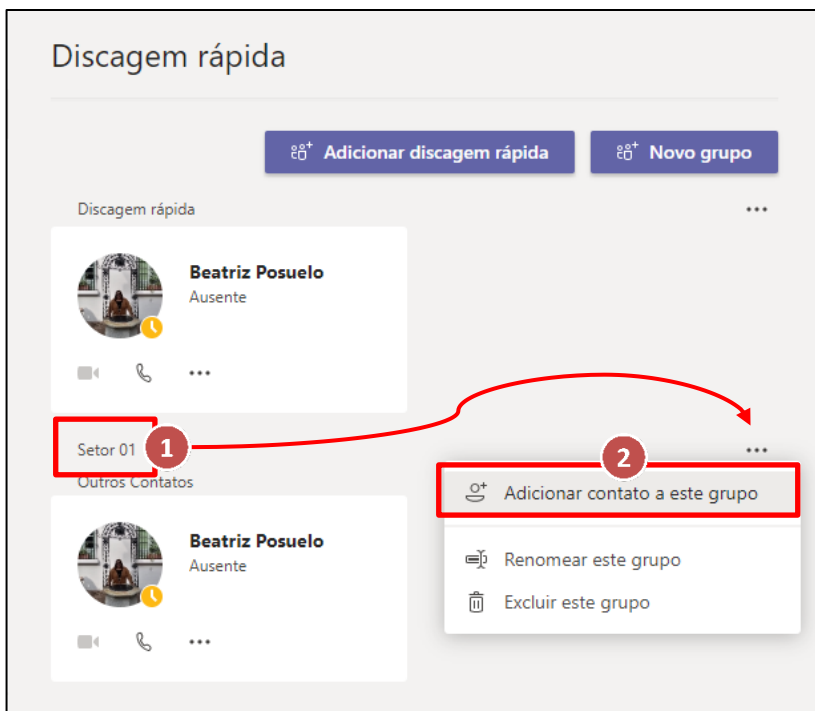 Discagem rápida
Adicionar discagem rápida
Novo grupo
Discagem rápida
Beatriz Posuelo
Ausente
Setor 01
1
2
Adicionar contato a este grupo
Outros Contatos
Renomear este grupo
Excluir este grupo
Beatriz Posuelo
Ausente